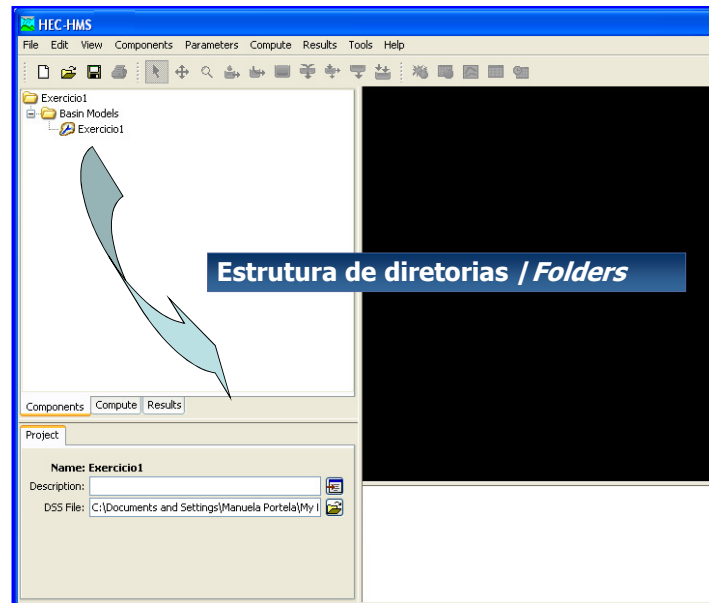 HEC-HMS
File Edit View Components Parameters Compute Results Tools Help
Exercicio1
Basin Models
Exercicio1
Estrutura de diretorias / Folders
Components Compute Results
Project
Name: Exercicio1
Description:
DSS File: C:\Documents and Settings\Manuela Portela\My